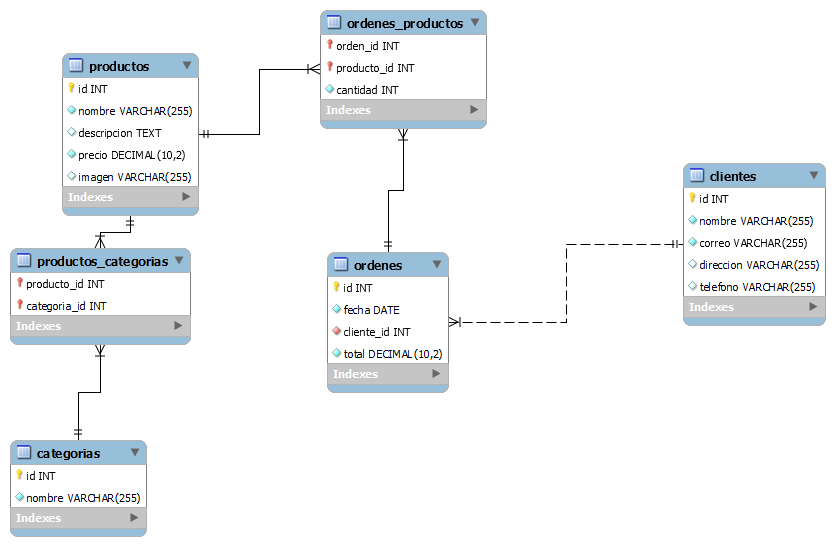 ordenes_productos
orden_id INT
producto_id INT
cantidad INT
Indexes
productos
id INT
nombre VARCHAR(255)
descripcion TEXT
precio DECIMAL(10,2)
imagen VARCHAR(255)
Indexes
clientes
id INT
nombre VARCHAR(255)
correo VARCHAR(255)
direccion VARCHAR(255)
telefono VARCHAR(255)
Indexes
productos_categorias
producto_id INT
categoria_id INT
Indexes
ordenes
id INT
fecha DATE
cliente_id INT
total DECIMAL(10,2)
Indexes
categorias
id INT
nombre VARCHAR(255)
Indexes